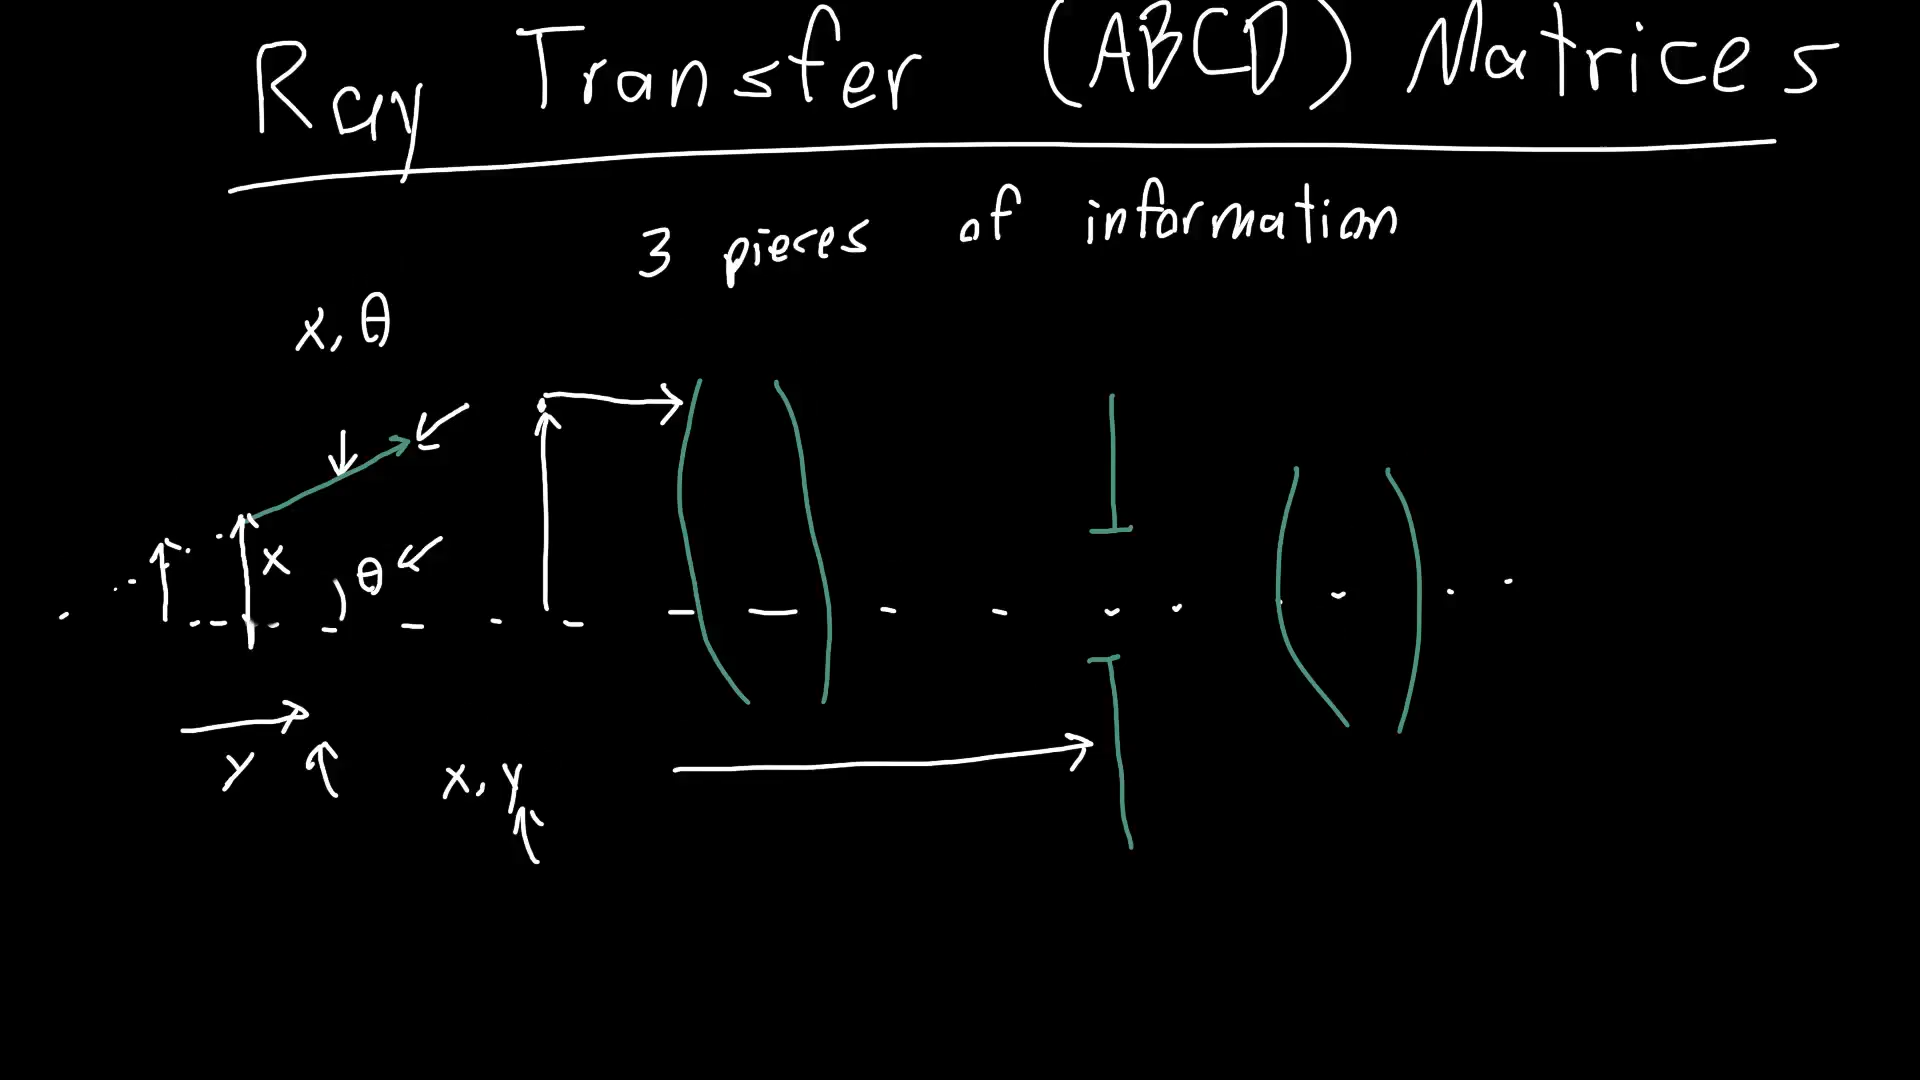 Ray Transfer (ABCD) Matrices
3 pieces of information
x, θ
x
θ
y
x, y